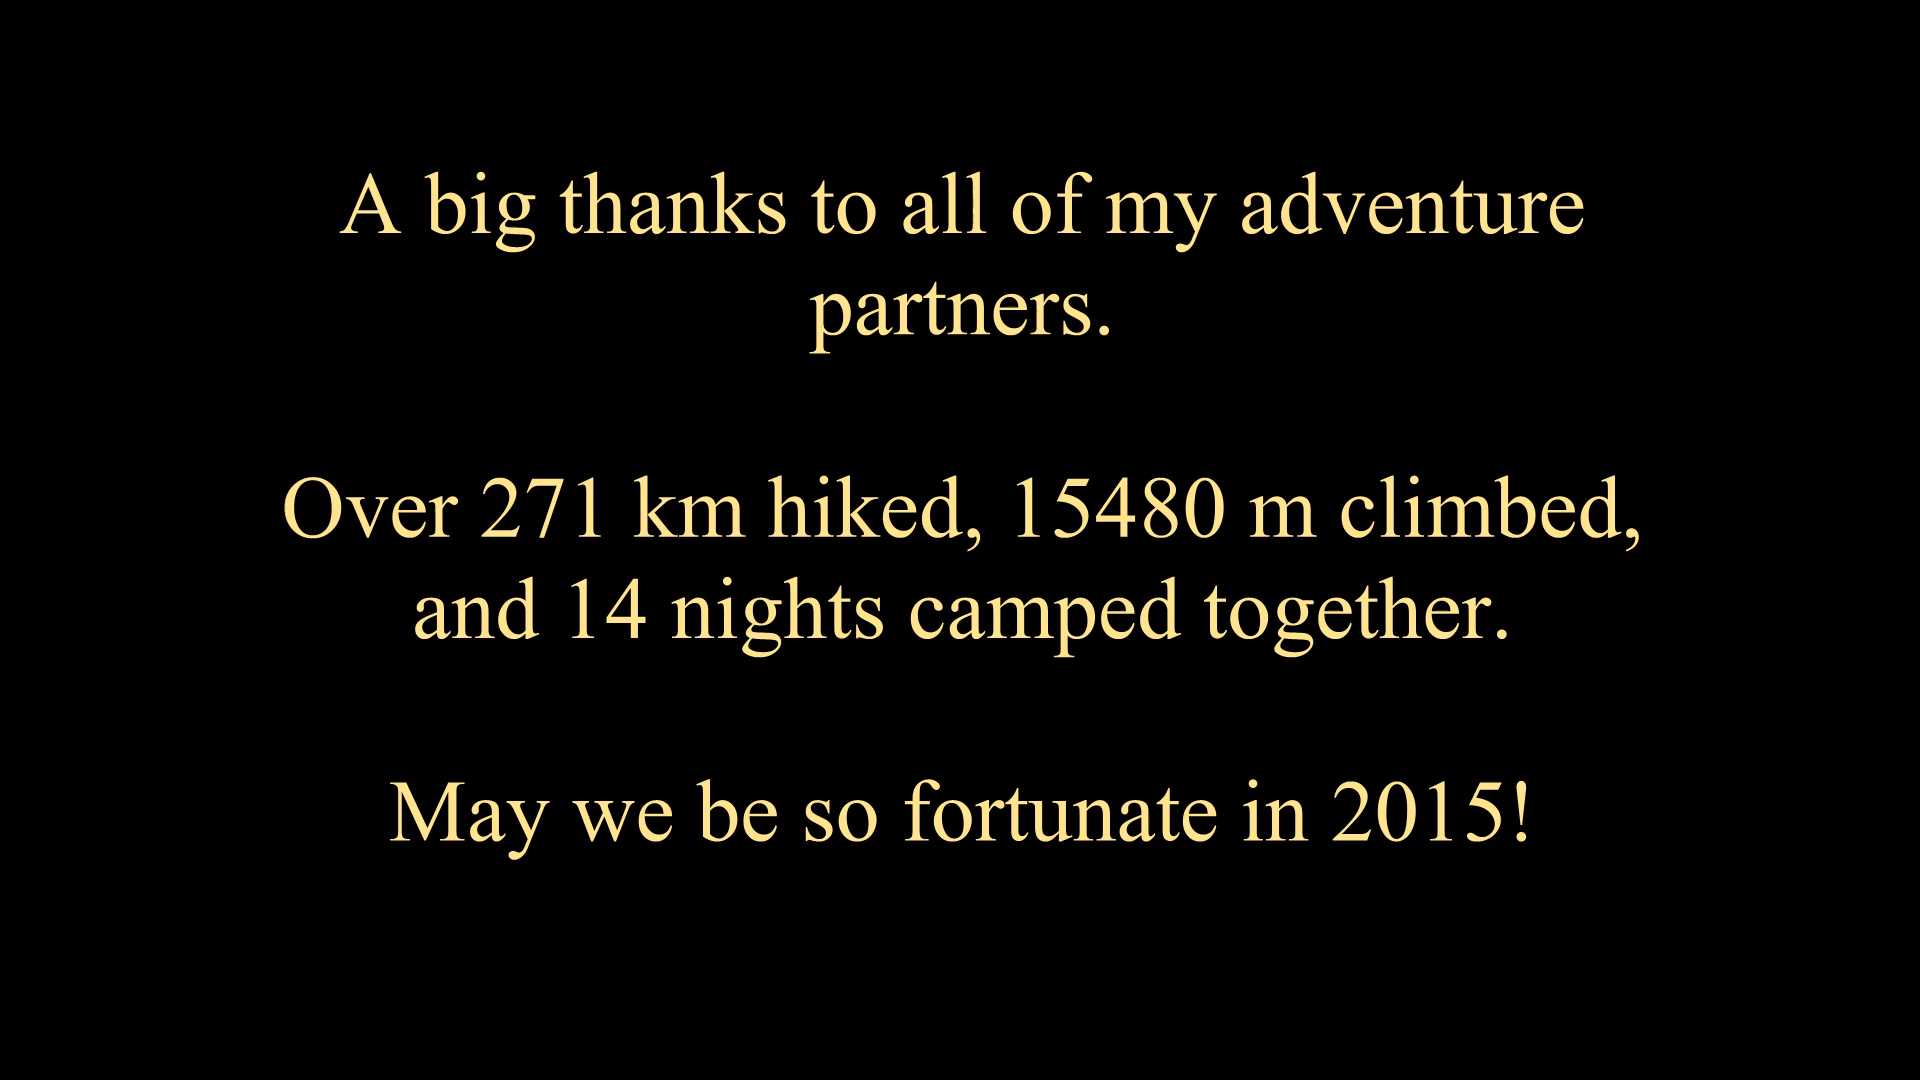 A big thanks to all of my adventure
partners.
Over 271 km hiked, 15480 m climbed,
and 14 nights camped together.
May we be so fortunate in 2015!